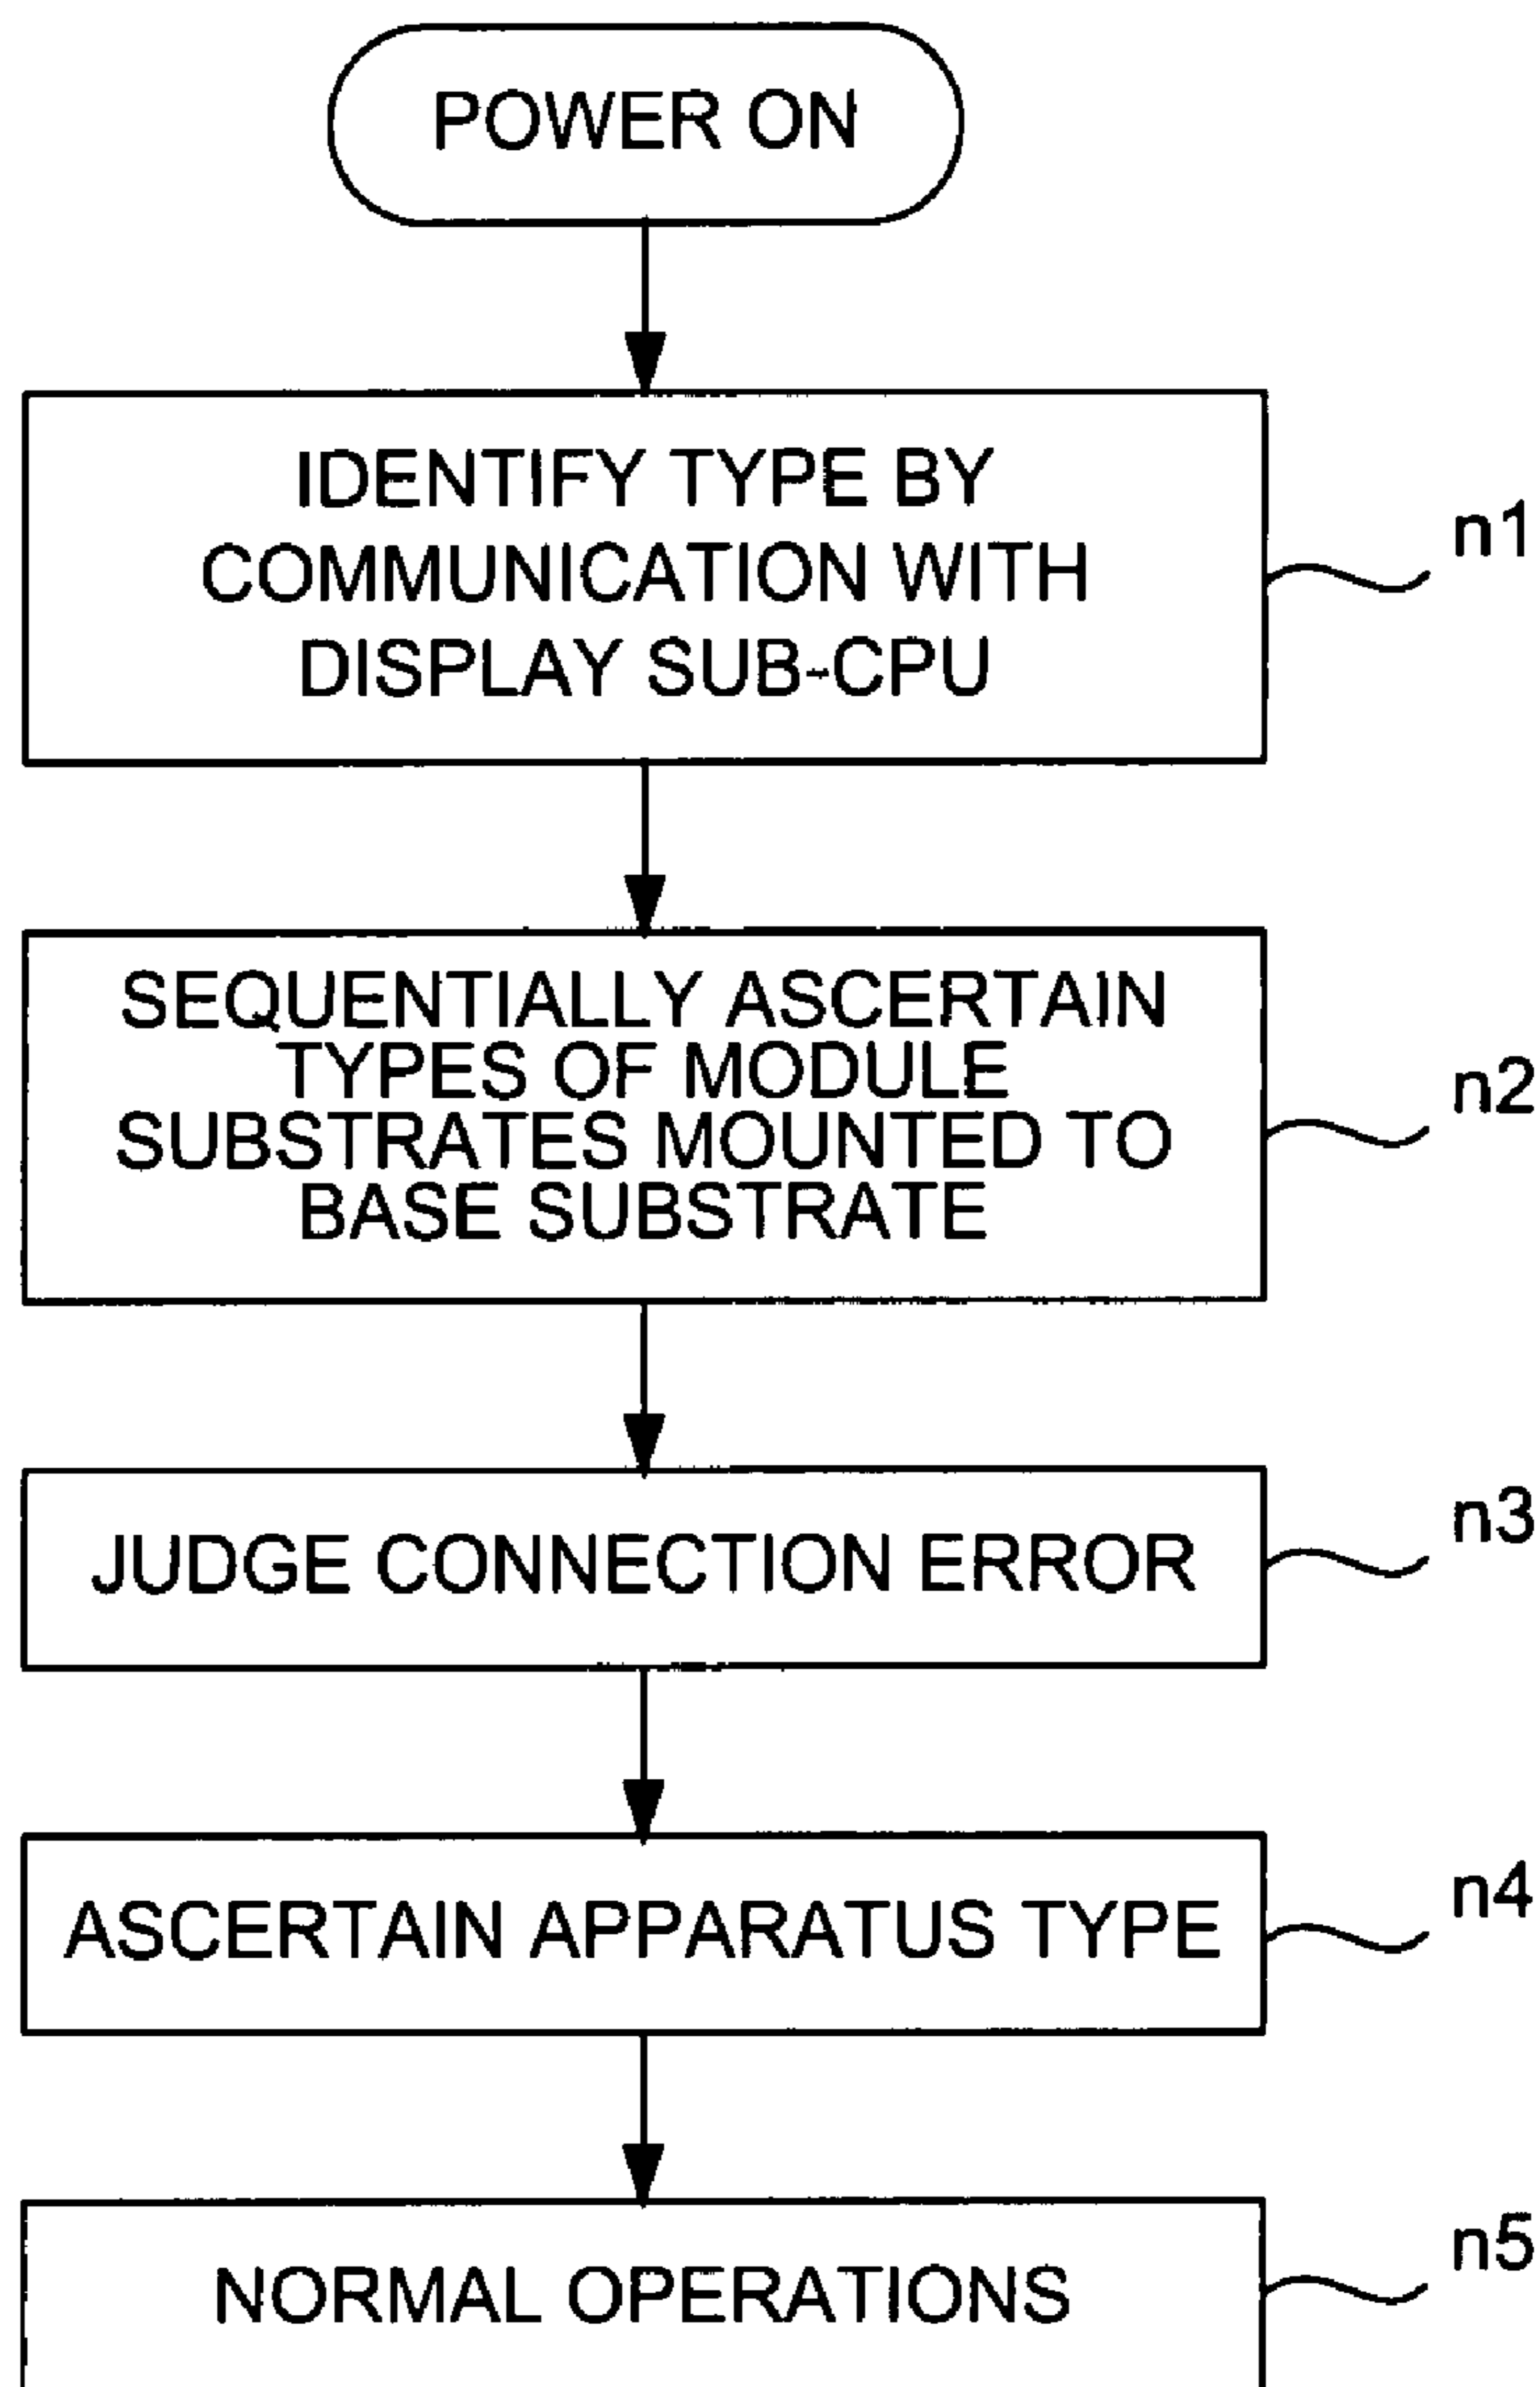 POWER ON
IDENTIFY TYPE BY
COMMUNICATION WITH
DISPLAY SUB-CPU
n1
SEQUENTIALLY ASCERTAIN
TYPES OF MODULE
SUBSTRATES MOUNTED TO
BASE SUBSTRATE
n2
JUDGE CONNECTION ERROR
n3
ASCERTAIN APPARATUS TYPE
n4
NORMAL OPERATIONS
n5